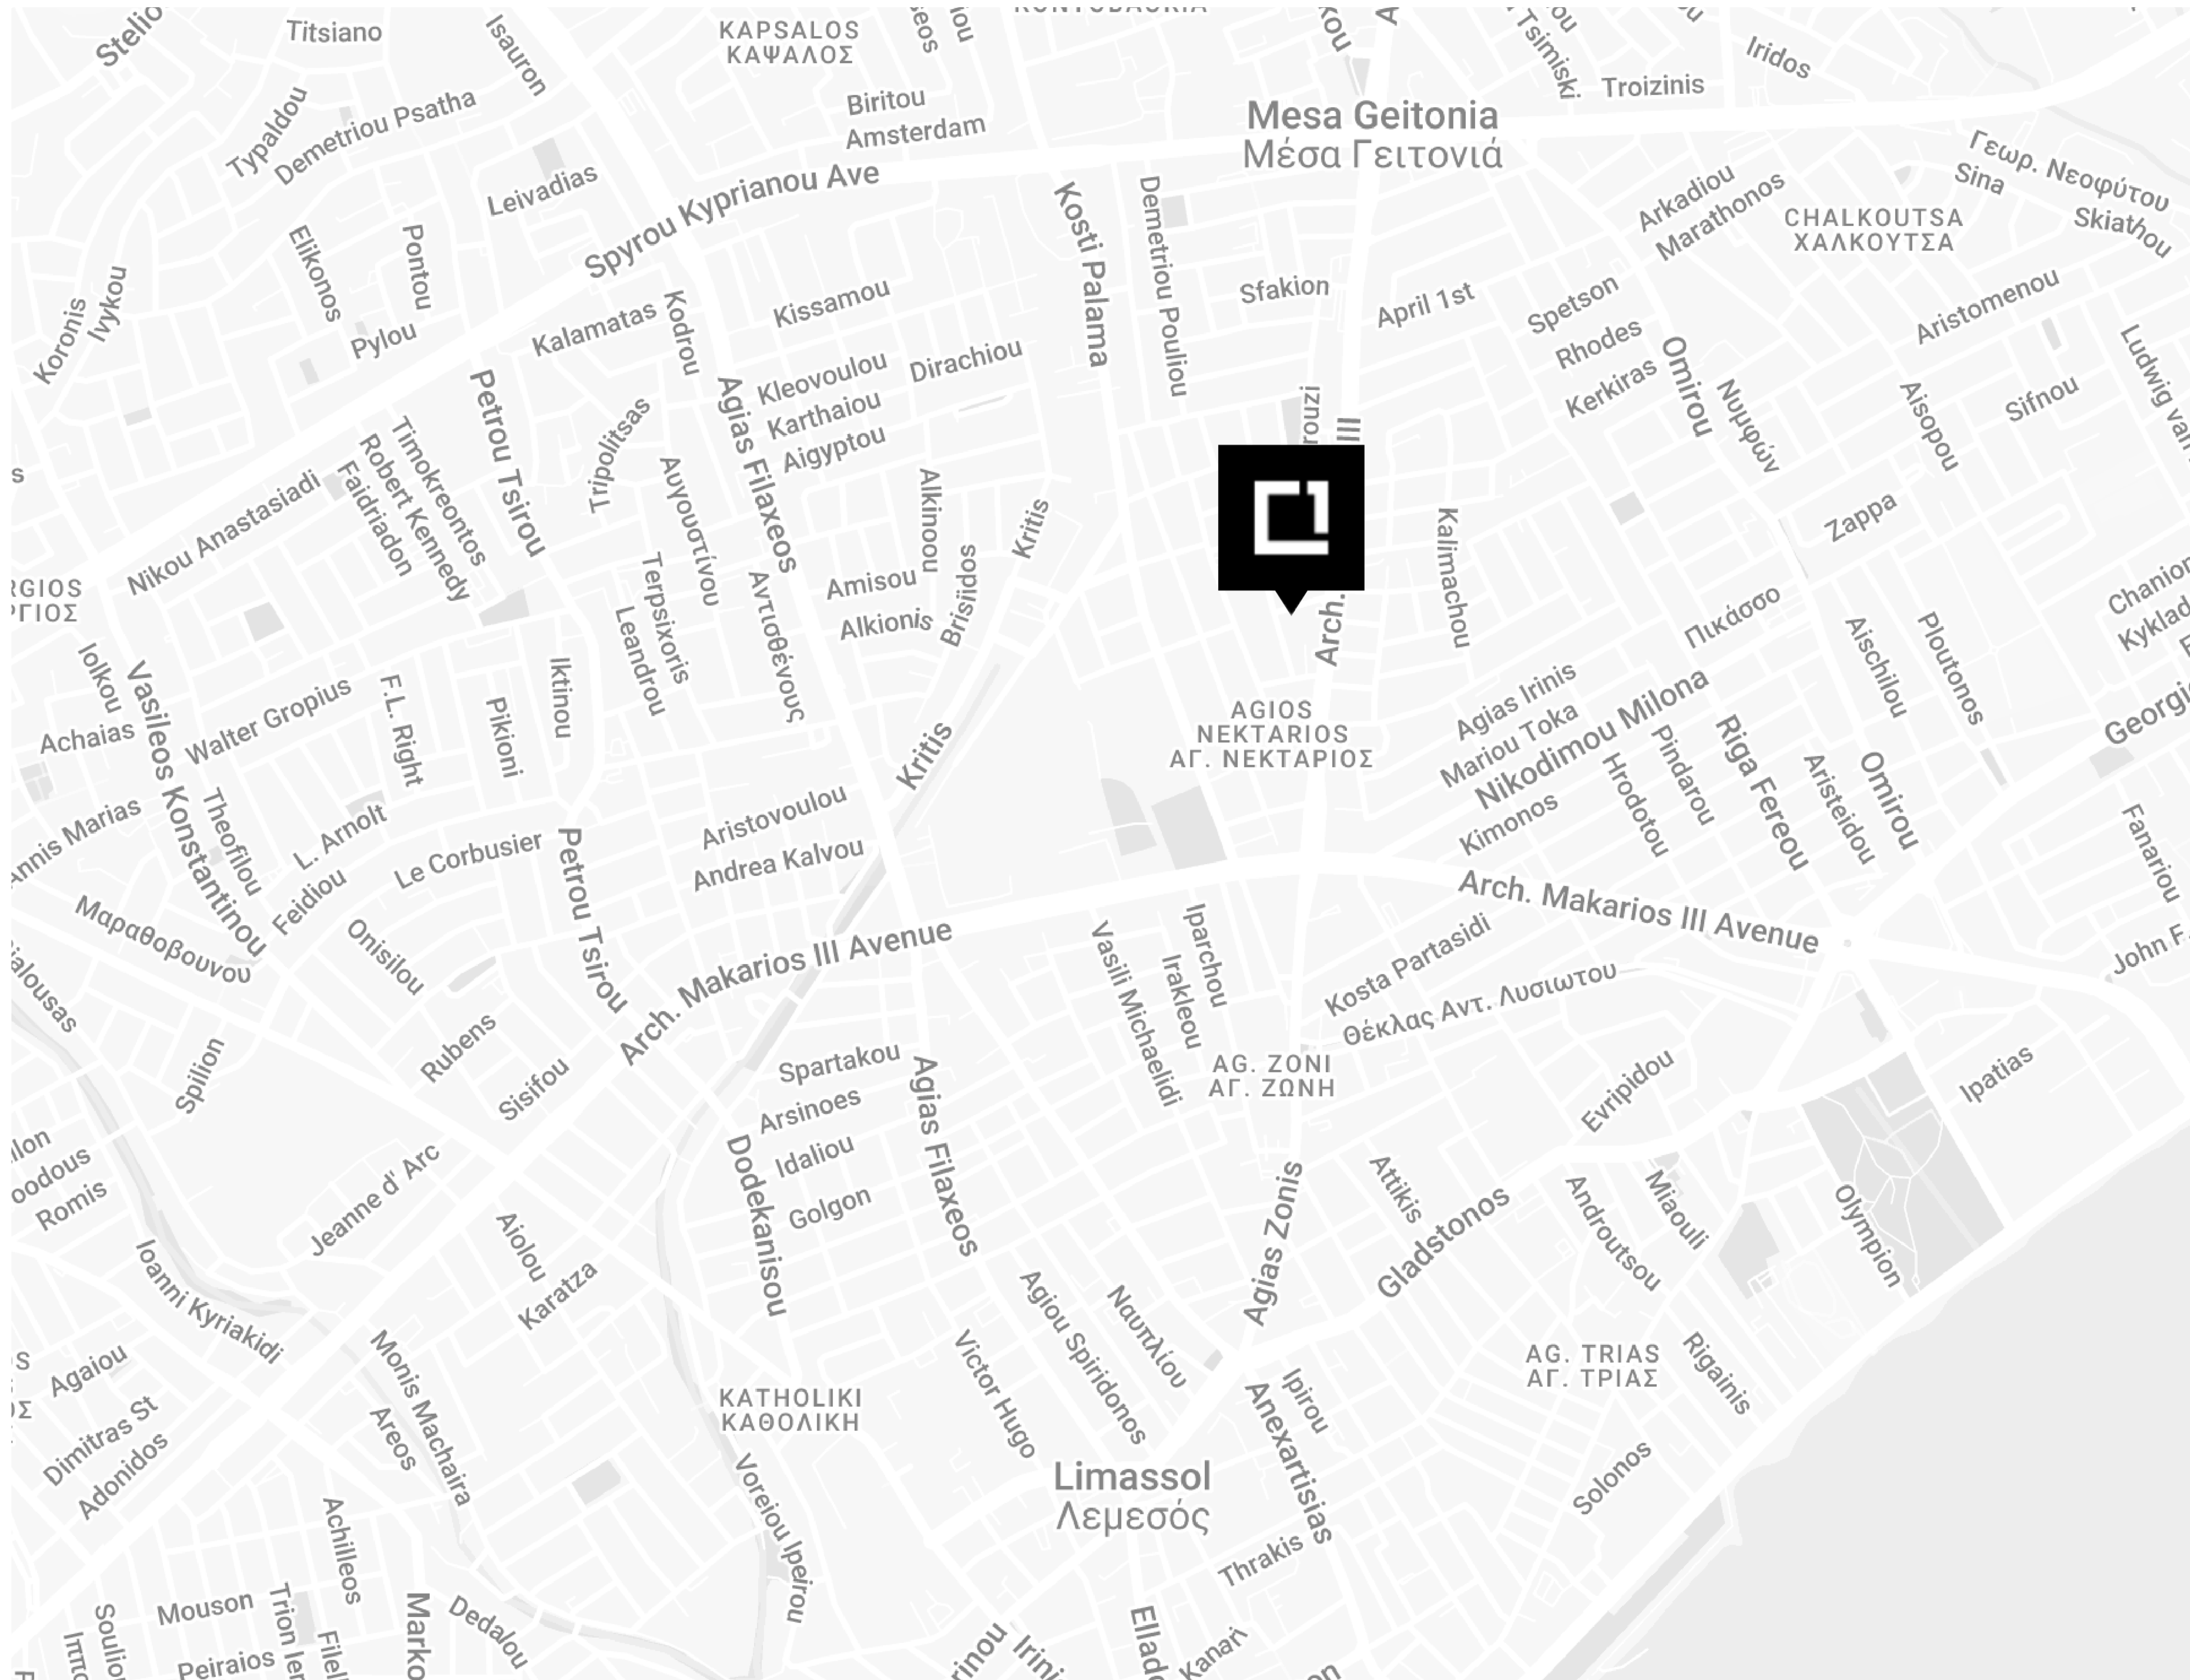 Titsiano
Isauron
KAPSALOS
ΚΑΨΑΛΟΣ
Tsimiski
Troizinis
Iridos
Typaldou
Demetriou Psatha
Biritou
Amsterdam
Mesa Geitonia
Μέσα Γειτονιά
Leivadias
Spyrou Kyprianou Ave
Kosti Palama
Demetriou Pouliou
Arkadiou
Marathonos
Γεωρ. Νεοφύτου
Sina
Skiathou
CHALKOUTSA
ΧΑΛΚΟΥΤΣΑ
Elikonos
Pontou
Ivykou
Koronis
Pylou
Kalamatas
Kodrou
Kissamou
Sfakion
April 1st
Spetson
Rhodes
Kerkiras
Omirou
Νυμφών
Aristomenou
Aisopou
Sifnou
Ludwig van
Petrou Tsirou
Tripolitsas
Agias Filaxeos
Kleovoulou
Karthaiou
Aigyptou
Dirachiou
rouzi
III
Timokreontos
Robert Kennedy
Faidriadon
Nikou Anastasiadi
Αυγουστίνου
Alkinoou
Kritis
Kalimachou
Zappa
Terpsixoris
Leandrou
Αντισθένους
Amisou
Alkionis
Brisiidos
Arch.
Πικάσσο
Aischilou
Ploutonos
RGIOS
ΡΓΙΟΣ
Iolkou
Vasileos Konstantinou
Achaias
Walter Gropius
F.L. Right
Pikioni
Iktinou
Kritis
AGIOS
NEKTARIOS
ΑΓ. ΝΕΚΤΑΡΙΟΣ
Agias Irinis
Mariou Toka
Nikodimou Milona
Kimonos
Hrodotou
Pindarou
Riga Fereou
Aristeidou
Omirou
Fanariou
Theofilou
L. Arnolt
Feidiou
Le Corbusier
Petrou Tsirou
Aristovoulou
Andrea Kalvou
Arch. Makarios III Avenue
Arch. Makarios III Avenue
Μαραθοβουνου
Onisilou
Rubens
Sisifou
Spilion
Vasili Michaelidi
Iparchou
Irakleou
Kosta Partasidi
Θέκλας Αντ. Λυσιωτου
John F.
AG. ZONI
ΑΓ. ΖΩΝΗ
Evripidou
Ipatias
Spartakou
Arsinoes
Idaliou
Golgon
Agias Filaxeos
Dodekanisou
Romis
Jeanne d' Arc
Aiolou
Karatza
Ioanni Kyriakidi
Agias Zonis
Attikis
Gladstonos
Androutsou
Miaouli
Olympion
Agiou Spiridonos
Ναυπλίου
Victor Hugo
Monis Machaira
Areos
Agaiou
Dimitras St
Adonidos
KATHOLIKI
ΚΑΘΟΛΙΚΗ
AG. TRIAS
ΑΓ. ΤΡΙΑΣ
Rigainis
Ipirou
Anexartisias
Limassol
Λεμεσός
Solonos
Thrakis
Voreiou Ipeirou
Achilleos
Mouson
Peiraios
Dedalou